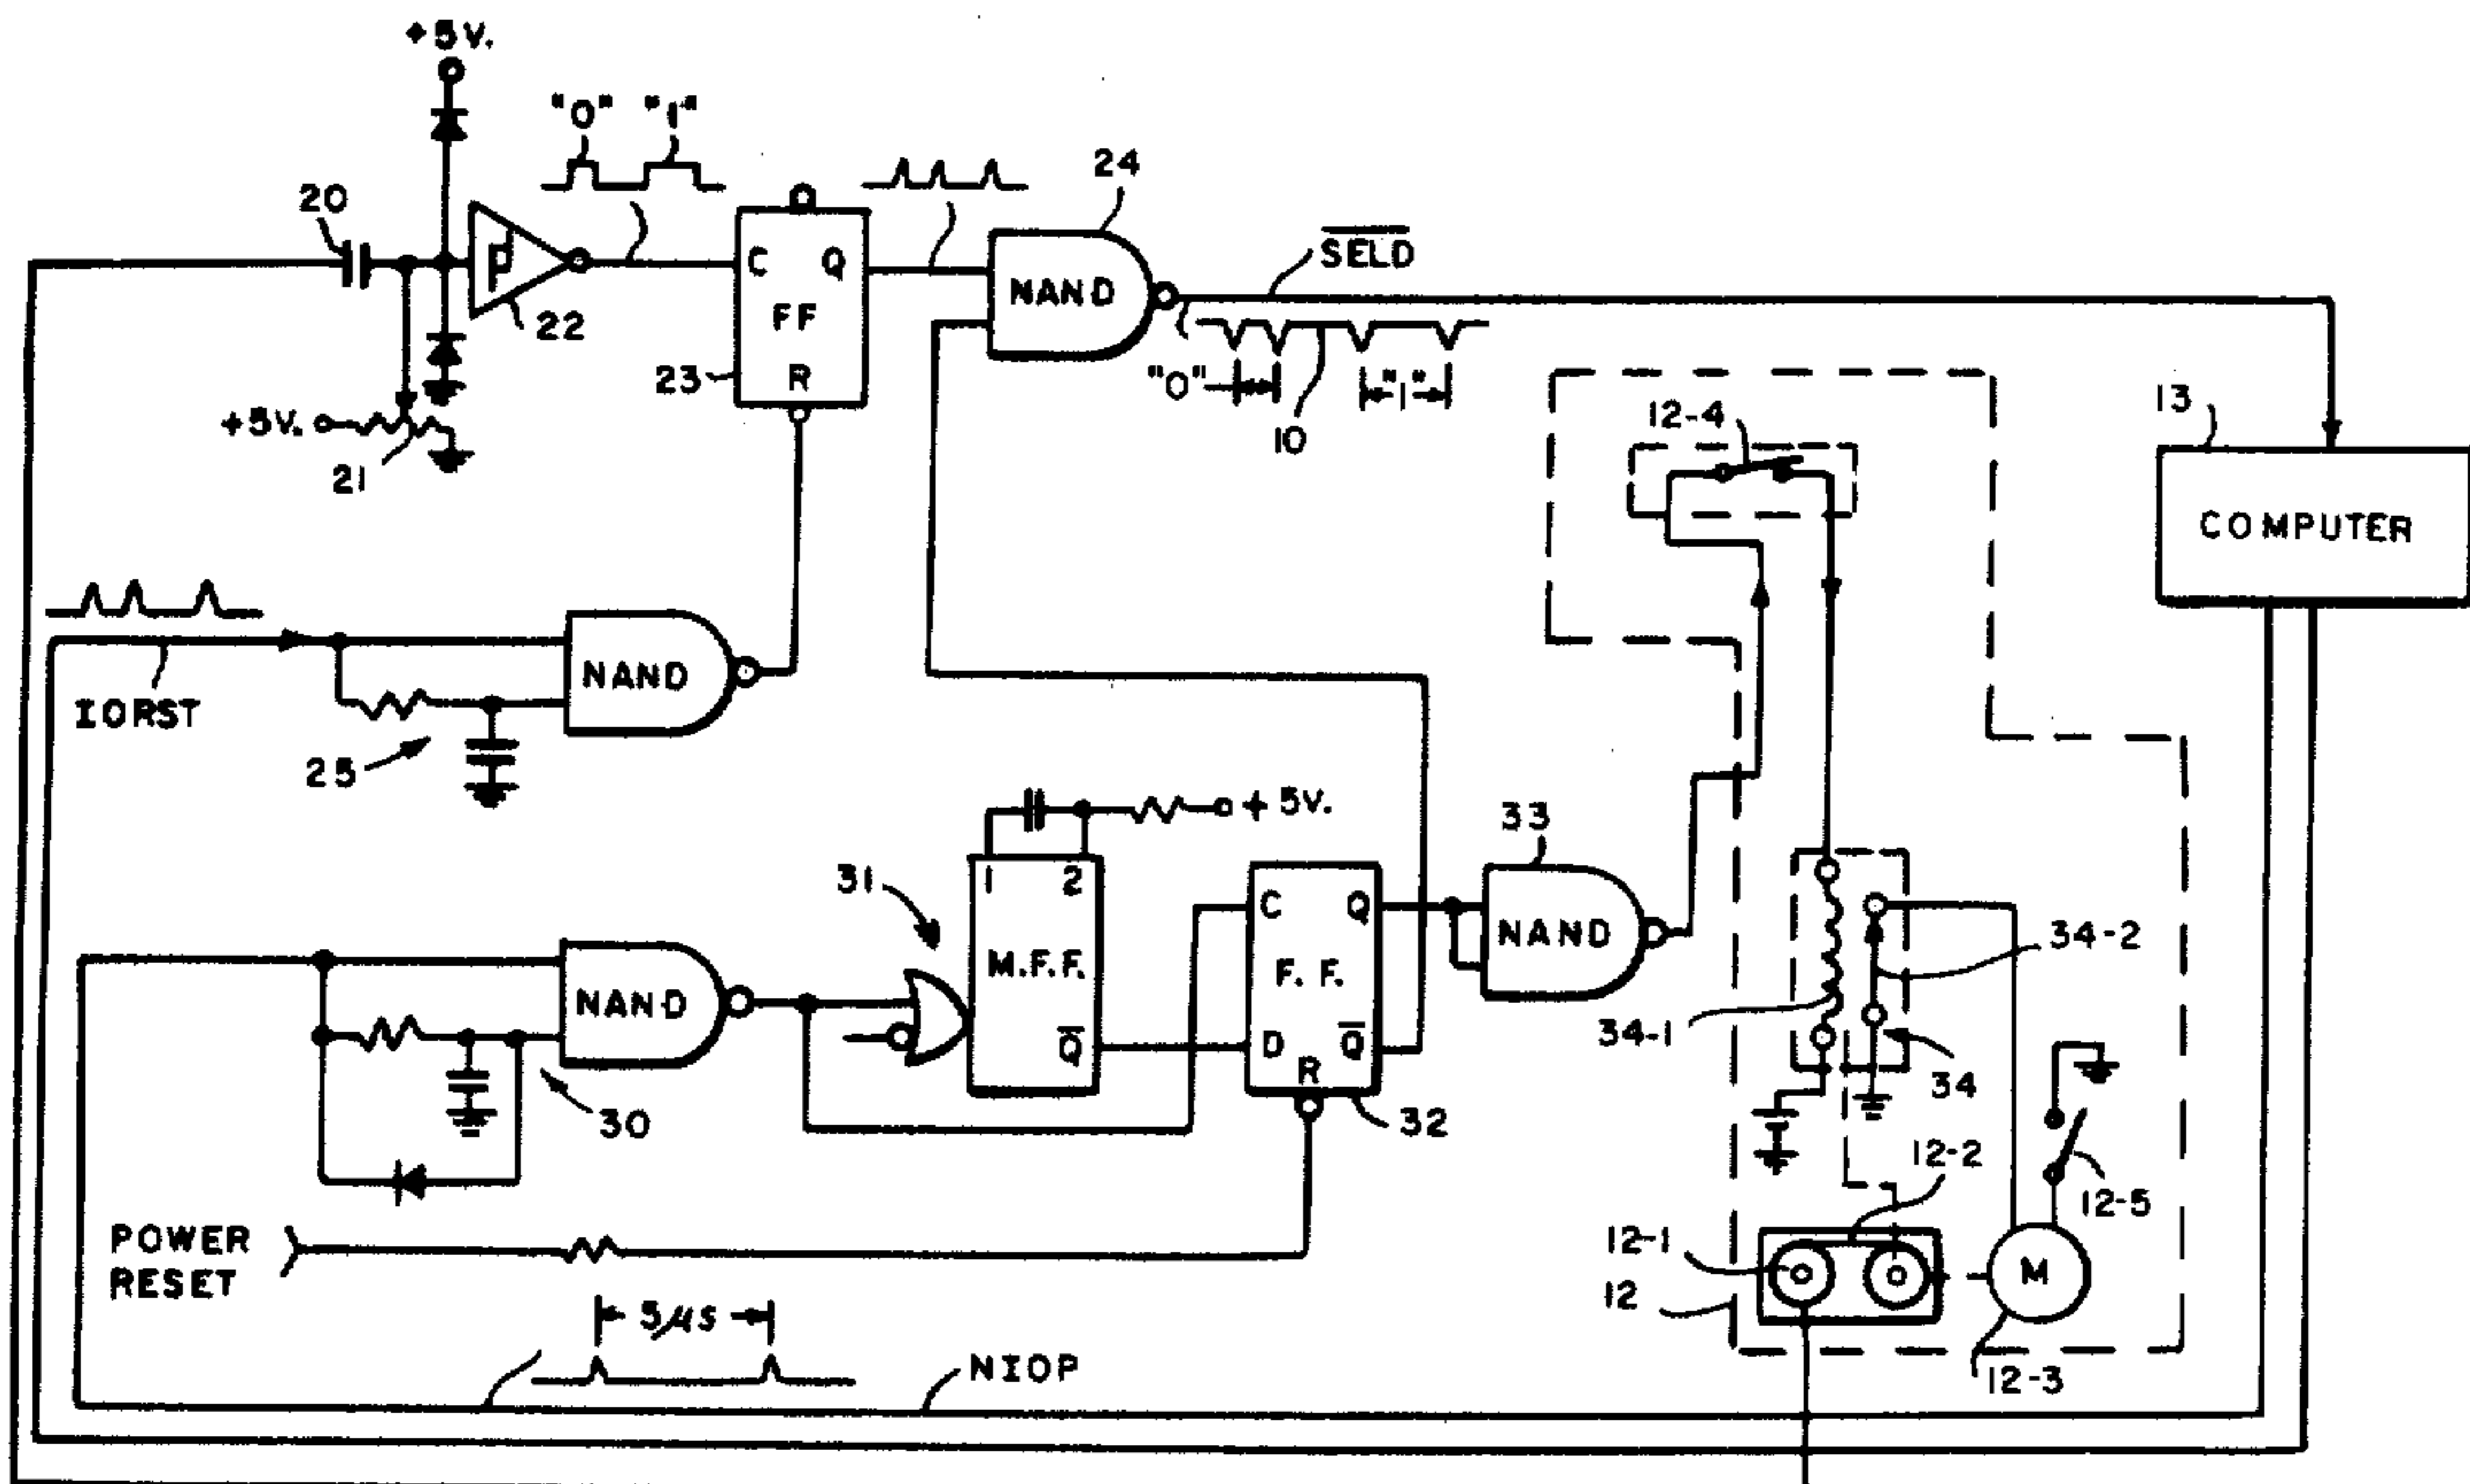 +5V.
"0" "1"
20
22
C Q
FF
R
23
24
NAND
SELD
"0"
"1"
10
+5V.
21
12-4
13
COMPUTER
IORST
25
NAND
+5V.
31
1 2
M.F.F.
Q
C Q
F. F.
D Q
R
32
33
NAND
34-2
34-1
34
NAND
30
12-2
12-5
12-1
12
M
12-3
POWER
RESET
5μs
NIOP